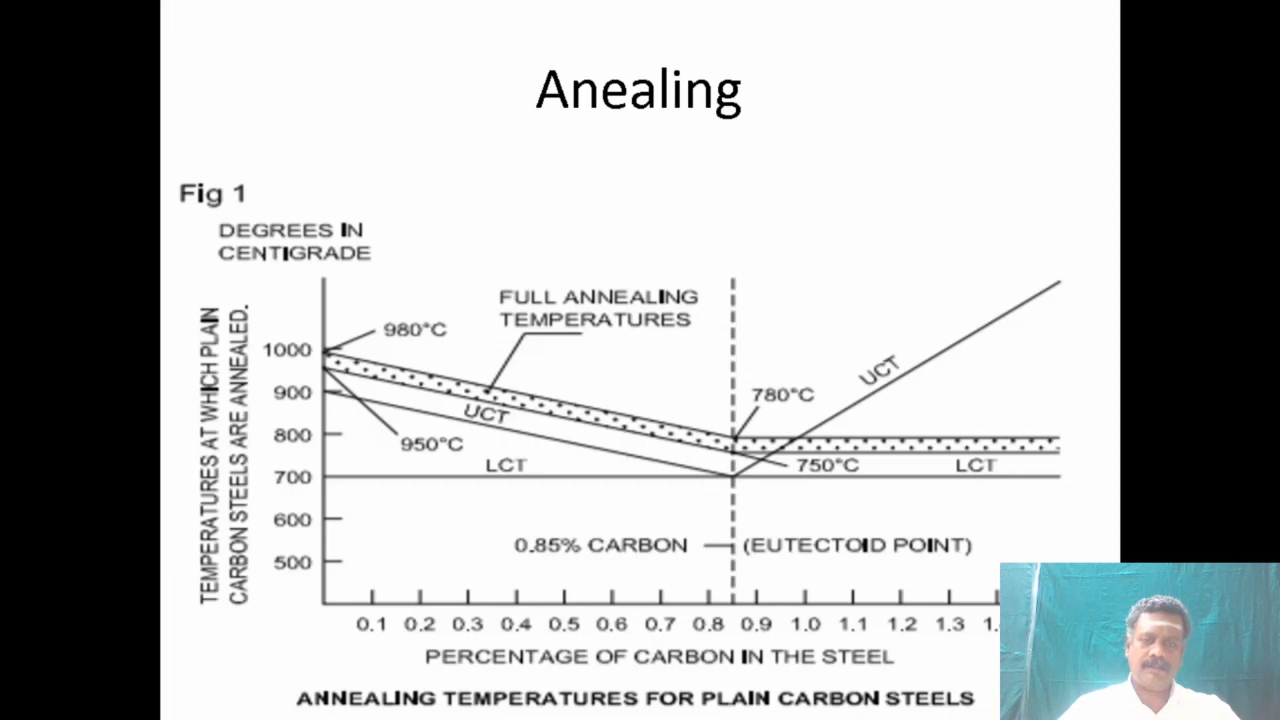 Anealing
Fig 1
DEGREES IN
CENTIGRADE
TEMPERATURES AT WHICH PLAIN
CARBON STEELS ARE ANNEALED.
FULL ANNEALING
TEMPERATURES
980°C
1000
900
800
700
600
500
UCT
950°C
LCT
780°C
UCT
750°C
LCT
0.85% CARBON
(EUTECTOID POINT)
0.1 0.2 0.3 0.4 0.5 0.6 0.7 0.8 0.9 1.0 1.1 1.2 1.3
PERCENTAGE OF CARBON IN THE STEEL
ANNEALING TEMPERATURES FOR PLAIN CARBON STEELS